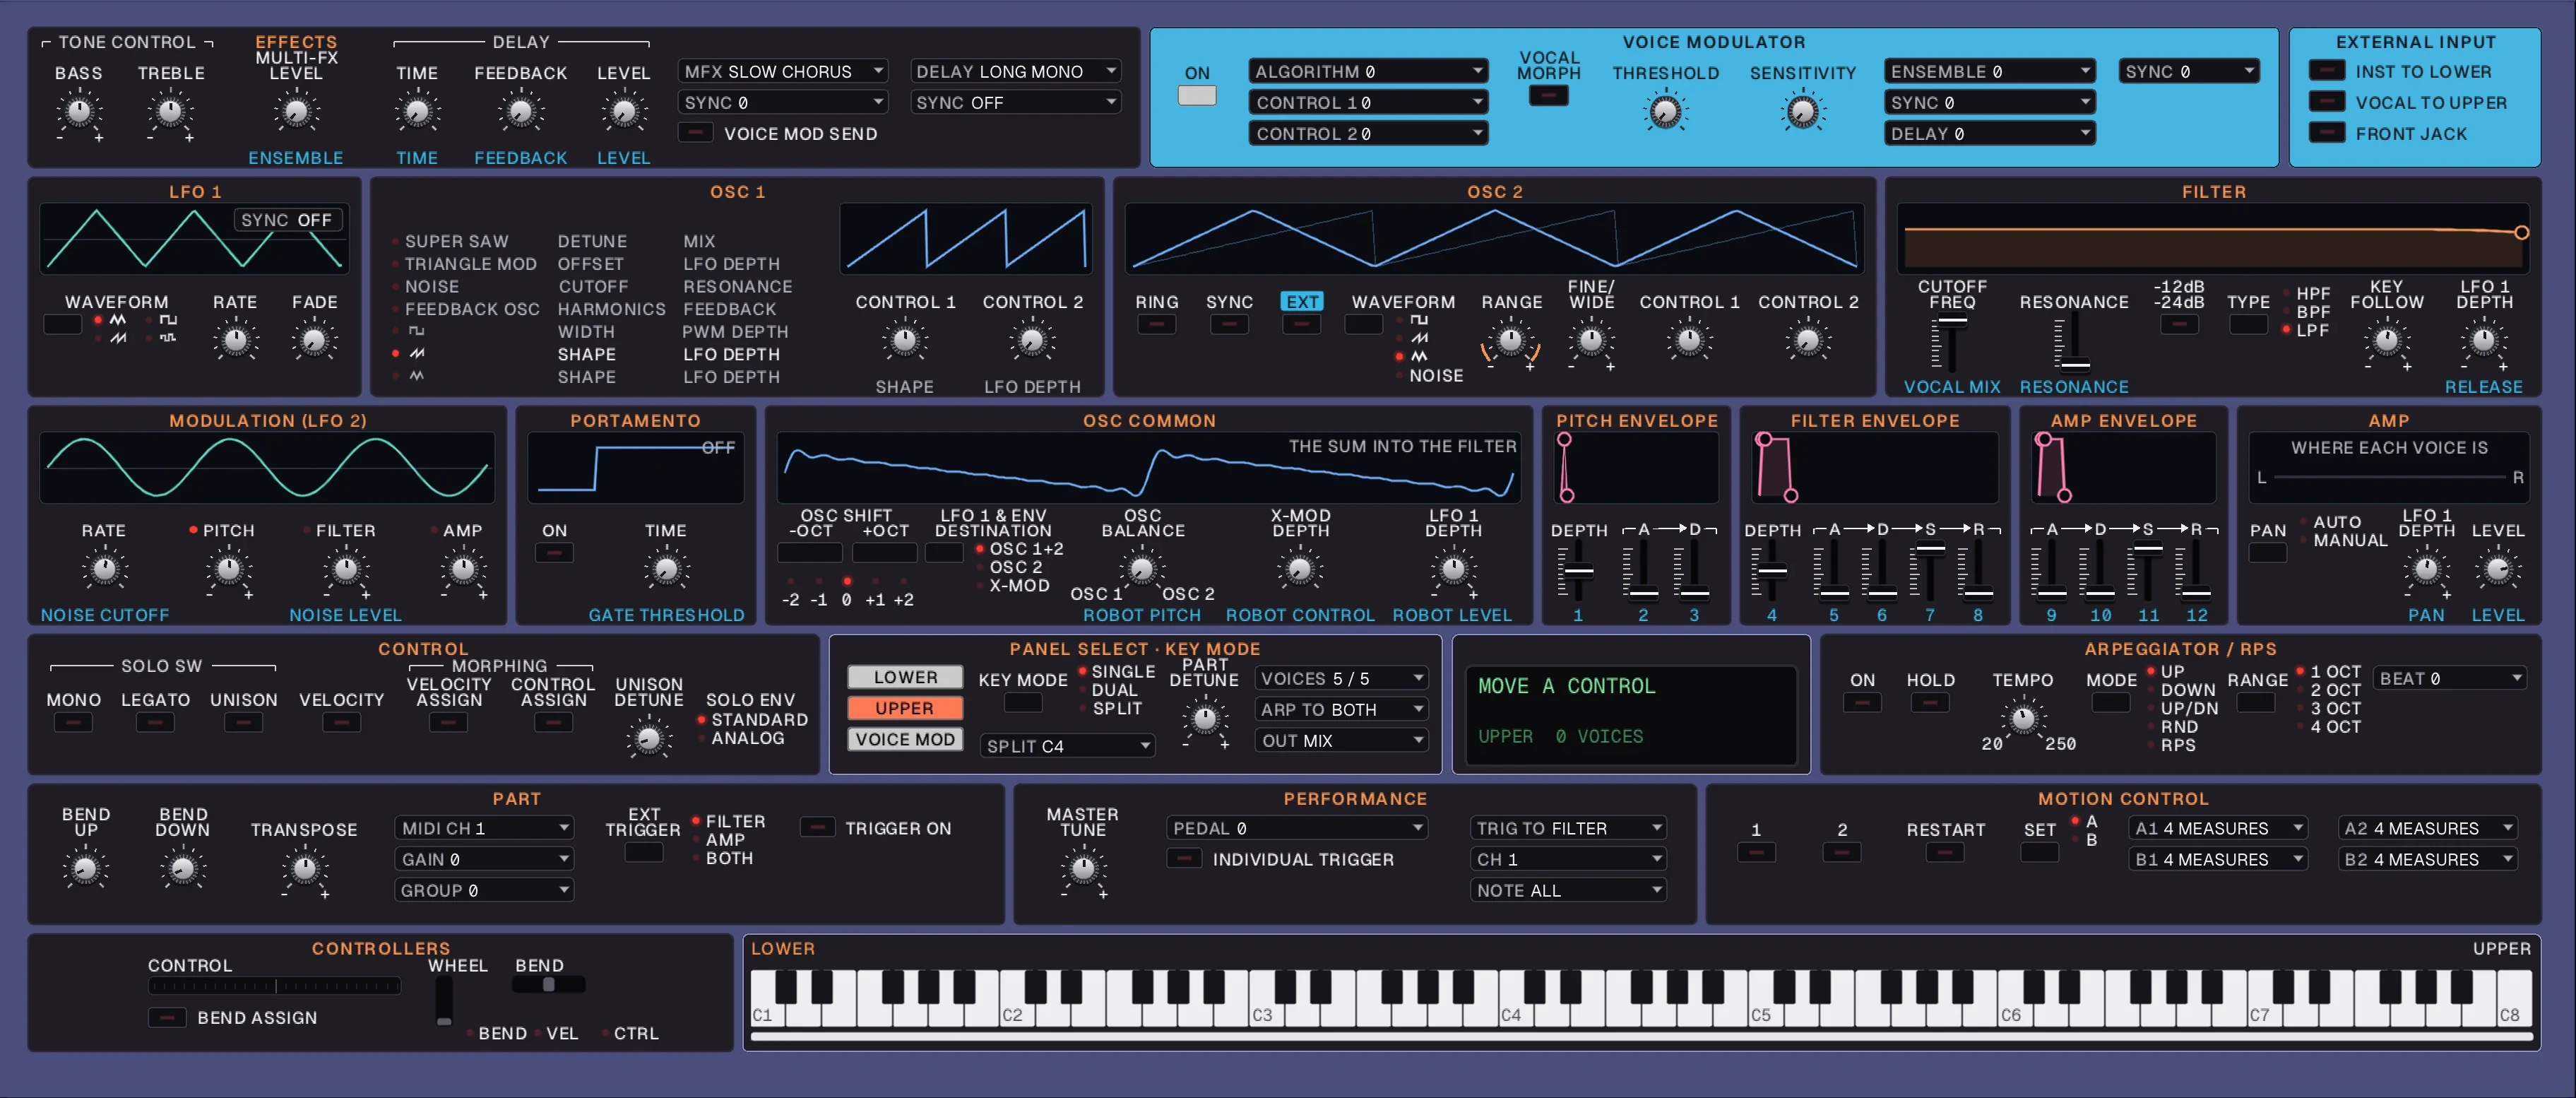 TONE CONTROL
BASS
TREBLE
EFFECTS
MULTI-FX
LEVEL
ENSEMBLE
DELAY
TIME
FEEDBACK
LEVEL
TIME
FEEDBACK
LEVEL
MFX SLOW CHORUS
SYNC 0
VOICE MOD SEND
DELAY LONG MONO
SYNC OFF
VOICE MODULATOR
ON
ALGORITHM 0
CONTROL 1 0
CONTROL 2 0
VOCAL
MORPH
THRESHOLD
SENSITIVITY
ENSEMBLE 0
SYNC 0
DELAY 0
SYNC 0
EXTERNAL INPUT
INST TO LOWER
VOCAL TO UPPER
FRONT JACK
LFO 1
SYNC OFF
WAVEFORM
RATE
FADE
OSC 1
SUPER SAW DETUNE MIX
TRIANGLE MOD OFFSET LFO DEPTH
NOISE CUTOFF RESONANCE
FEEDBACK OSC HARMONICS FEEDBACK
WIDTH PWM DEPTH
SHAPE LFO DEPTH
SHAPE LFO DEPTH
CONTROL 1
CONTROL 2
SHAPE
LFO DEPTH
OSC 2
RING
SYNC
EXT
WAVEFORM
NOISE
RANGE
- +
FINE/
WIDE
- +
CONTROL 1
CONTROL 2
FILTER
CUTOFF
FREQ
VOCAL MIX
RESONANCE
RESONANCE
-12dB
-24dB
TYPE
HPF
BPF
LPF
KEY
FOLLOW
- +
LFO 1
DEPTH
- +
RELEASE
MODULATION (LFO 2)
RATE
PITCH
FILTER
AMP
NOISE CUTOFF
NOISE LEVEL
PORTAMENTO
OFF
ON
TIME
GATE THRESHOLD
OSC COMMON
THE SUM INTO THE FILTER
OSC SHIFT
-OCT +OCT
-2 -1 0 +1 +2
LFO 1 & ENV
DESTINATION
OSC 1+2
OSC 2
X-MOD
OSC
BALANCE
OSC 1 OSC 2
ROBOT PITCH
X-MOD
DEPTH
ROBOT CONTROL
LFO 1
DEPTH
- +
ROBOT LEVEL
PITCH ENVELOPE
DEPTH A D
1 2 3
FILTER ENVELOPE
DEPTH A D S R
4 5 6 7 8
AMP ENVELOPE
A D S R
9 10 11 12
AMP
WHERE EACH VOICE IS
L R
PAN
AUTO
MANUAL
LFO 1
DEPTH
- +
PAN
LEVEL
LEVEL
CONTROL
SOLO SW
MONO
LEGATO
UNISON
VELOCITY
MORPHING
VELOCITY
ASSIGN
CONTROL
ASSIGN
UNISON
DETUNE
SOLO ENV
STANDARD
ANALOG
PANEL SELECT · KEY MODE
LOWER
UPPER
VOICE MOD
KEY MODE
SINGLE
DUAL
SPLIT
SPLIT C4
PART
DETUNE
- +
VOICES 5 / 5
ARP TO BOTH
OUT MIX
MOVE A CONTROL
UPPER 0 VOICES
ARPEGGIATOR / RPS
ON
HOLD
TEMPO
20 250
MODE
UP
DOWN
UP/DN
RND
RPS
RANGE
1 OCT
2 OCT
3 OCT
4 OCT
BEAT 0
PART
BEND
UP
BEND
DOWN
TRANSPOSE
- +
MIDI CH 1
GAIN 0
GROUP 0
EXT
TRIGGER
FILTER
AMP
BOTH
TRIGGER ON
PERFORMANCE
MASTER
TUNE
- +
PEDAL 0
INDIVIDUAL TRIGGER
TRIG TO FILTER
CH 1
NOTE ALL
MOTION CONTROL
1
2
RESTART
SET
A
B
A1 4 MEASURES
B1 4 MEASURES
A2 4 MEASURES
B2 4 MEASURES
CONTROLLERS
CONTROL
BEND ASSIGN
WHEEL
BEND
BEND VEL CTRL
LOWER
UPPER
C1 C2 C3 C4 C5 C6 C7 C8